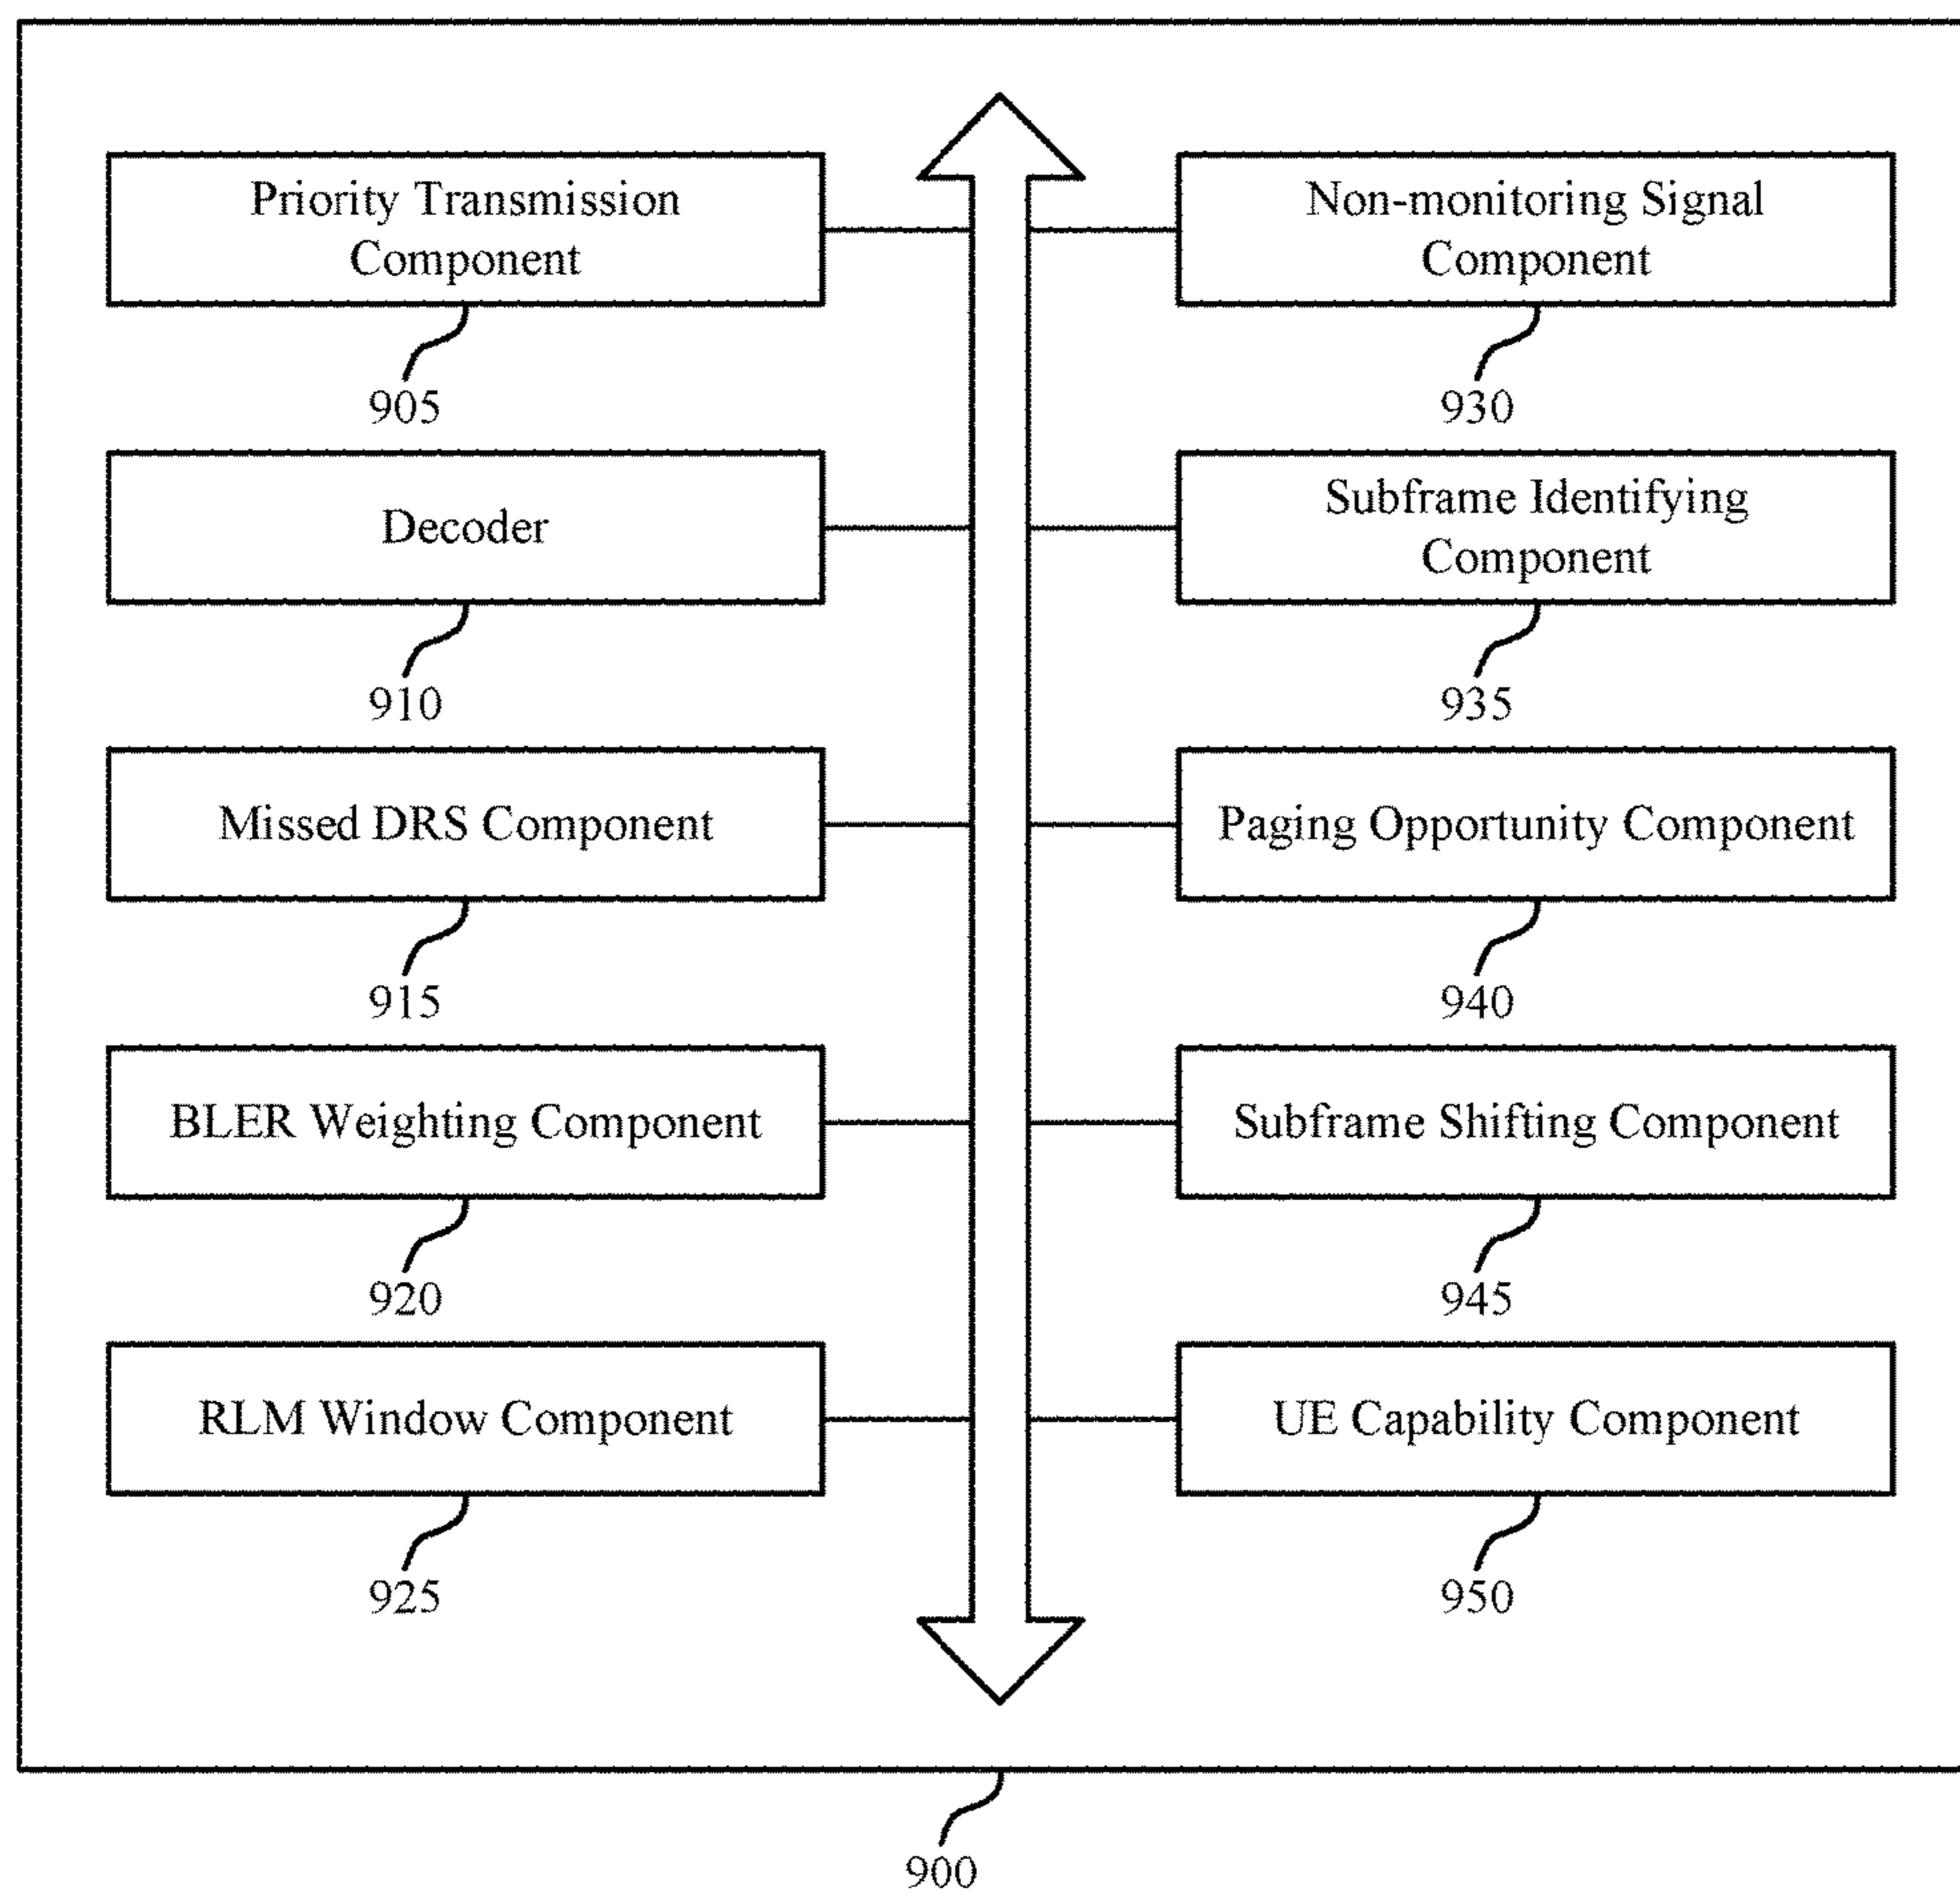 Priority Transmission
Component
905
Decoder
910
Missed DRS Component
915
BLER Weighting Component
920
RLM Window Component
925
Non-monitoring Signal
Component
930
Subframe Identifying
Component
935
Paging Opportunity Component
940
Subframe Shifting Component
945
UE Capability Component
950
900